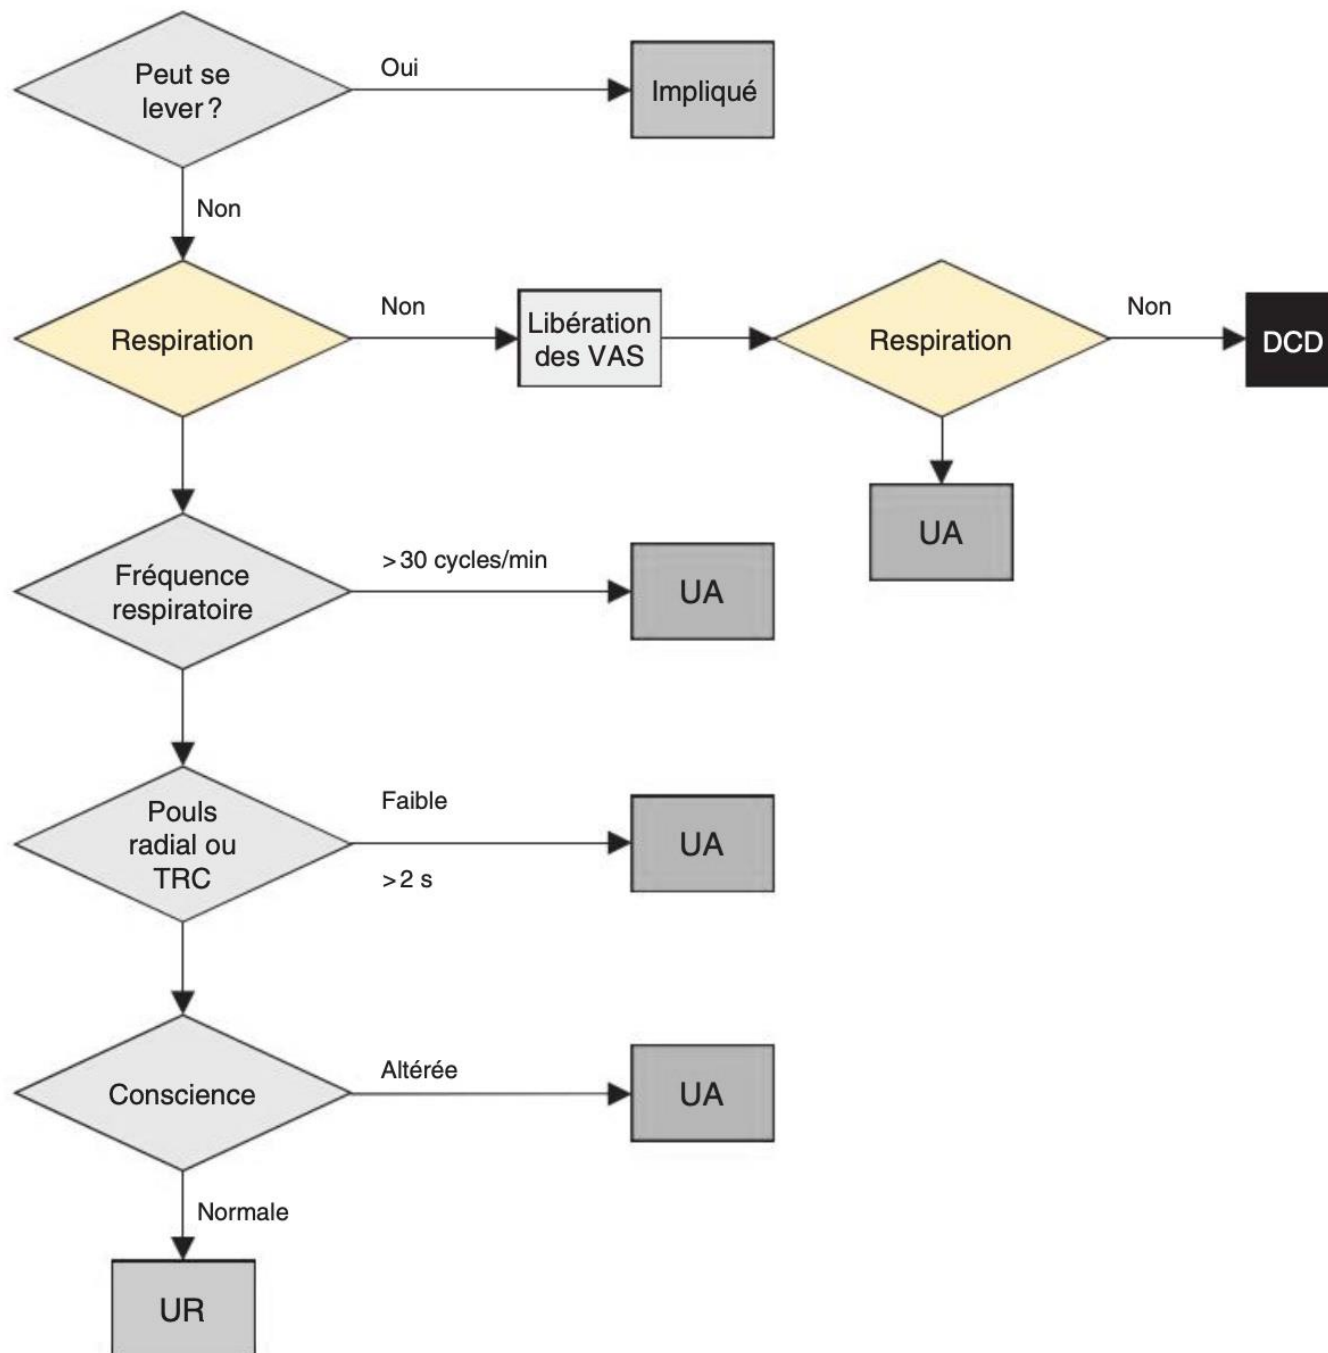 Peut se
lever ?
Oui
Impliqué
Non
Respiration
Non
Libération
des VAS
Respiration
Non
DCD
UA
Fréquence
respiratoire
>30 cycles/min
UA
Pouls
radial ou
TRC
Faible
>2 s
UA
Conscience
Altérée
UA
Normale
UR